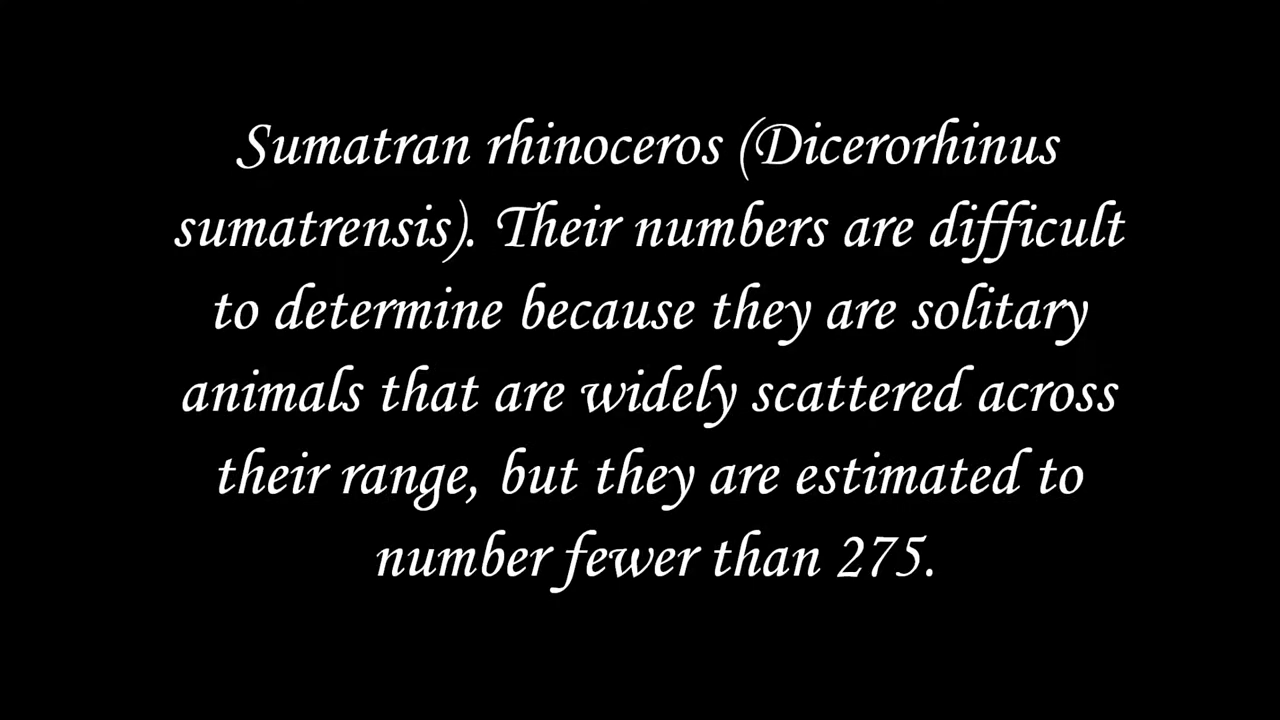 Sumatran rhinoceros (Dicerorhinus
sumatrensis). Their numbers are difficult
to determine because they are solitary
animals that are widely scattered across
their range, but they are estimated to
number fewer than 275.